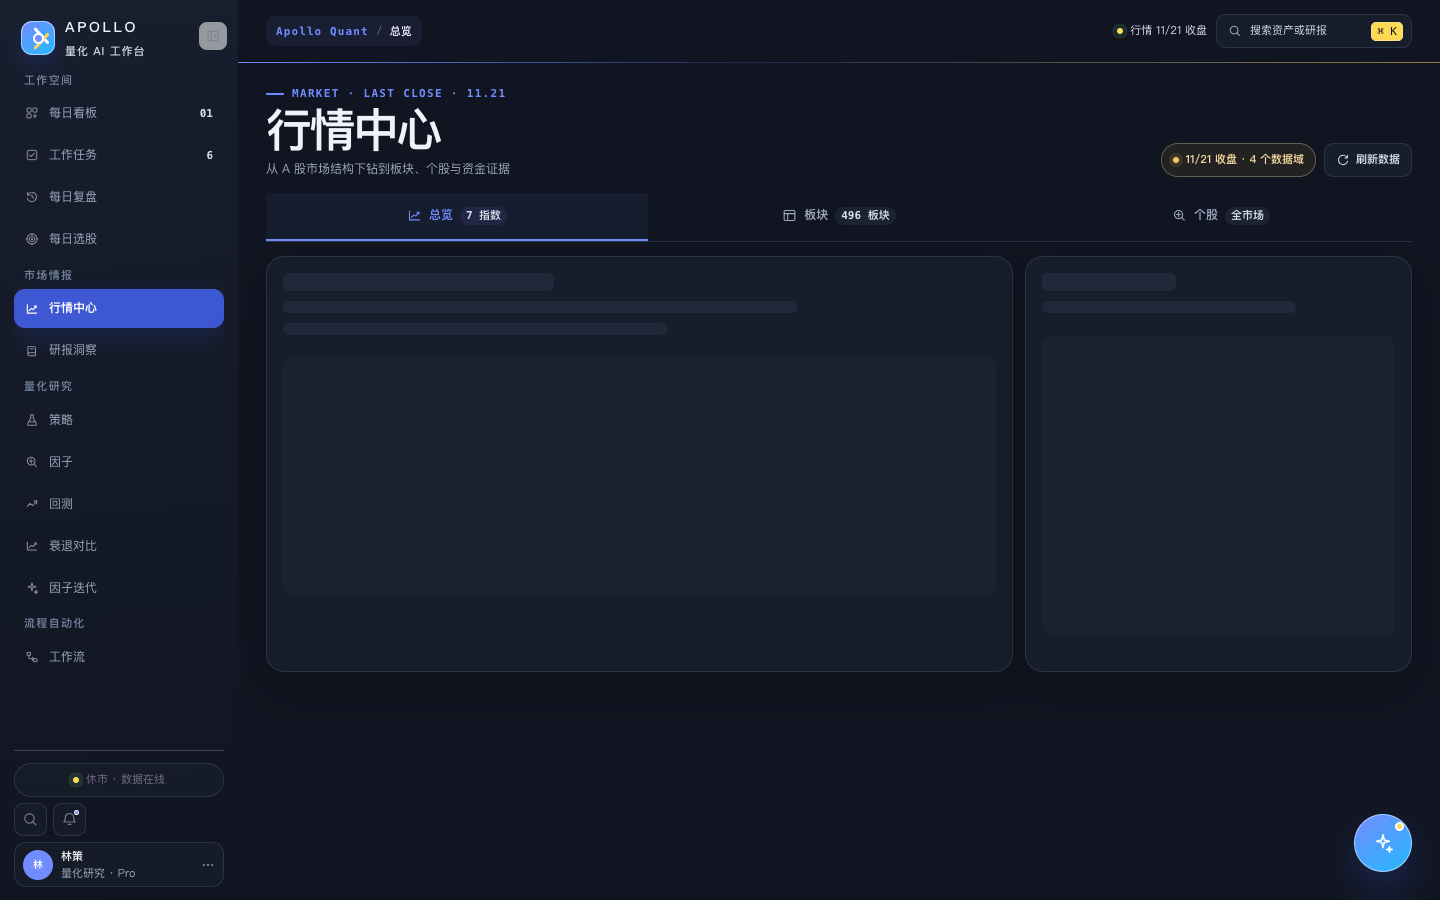 APOLLO
量化 AI 工作台
工作空间
每日看板 01
工作任务 6
每日复盘
每日选股
市场情报
行情中心
研报洞察
量化研究
策略
因子
回测
衰退对比
因子迭代
流程自动化
工作流
休市 · 数据在线
林
林策
量化研究 · Pro
Apollo Quant / 总览
行情 11/21 收盘
搜索资产或研报
⌘ K
MARKET · LAST CLOSE · 11.21
行情中心
从 A 股市场结构下钻到板块、个股与资金证据
11/21 收盘 · 4 个数据域
刷新数据
总览 7 指数
板块 496 板块
个股 全市场